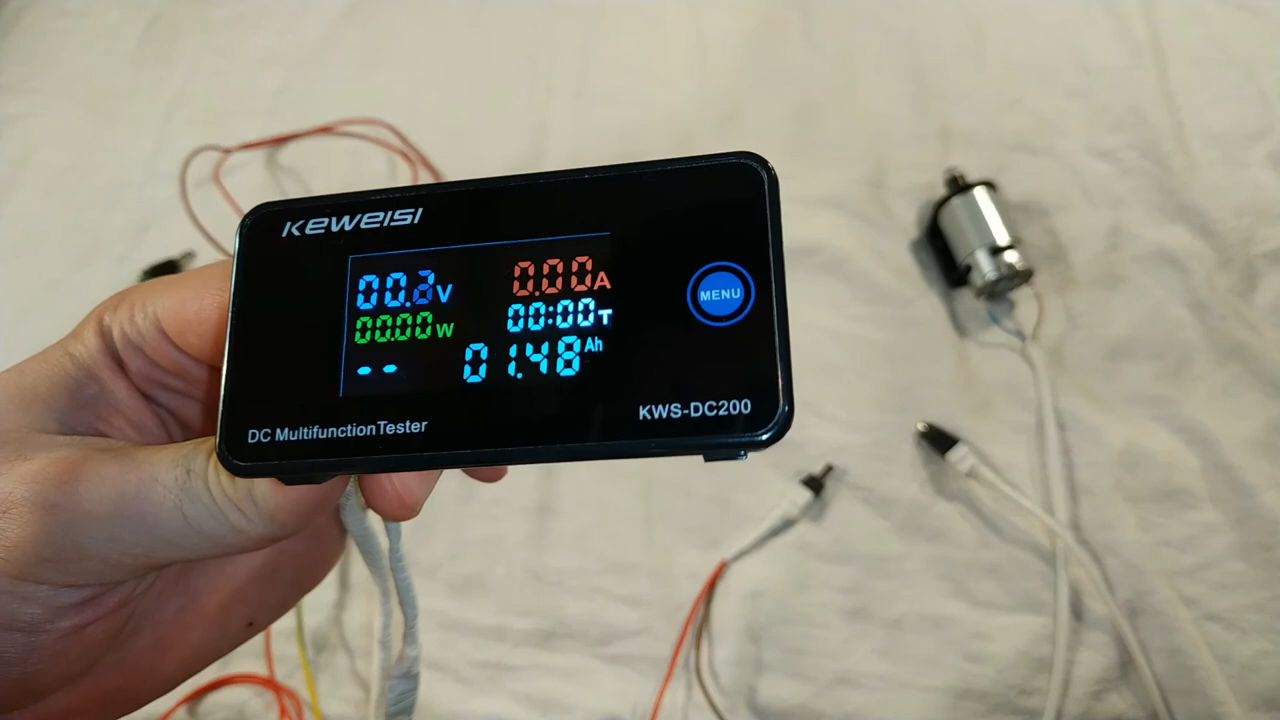 KEWEISI
00.2V 0.00A
00.00W 00:00T
-- 01.48Ah
MENU
DC MultifunctionTester
KWS-DC200